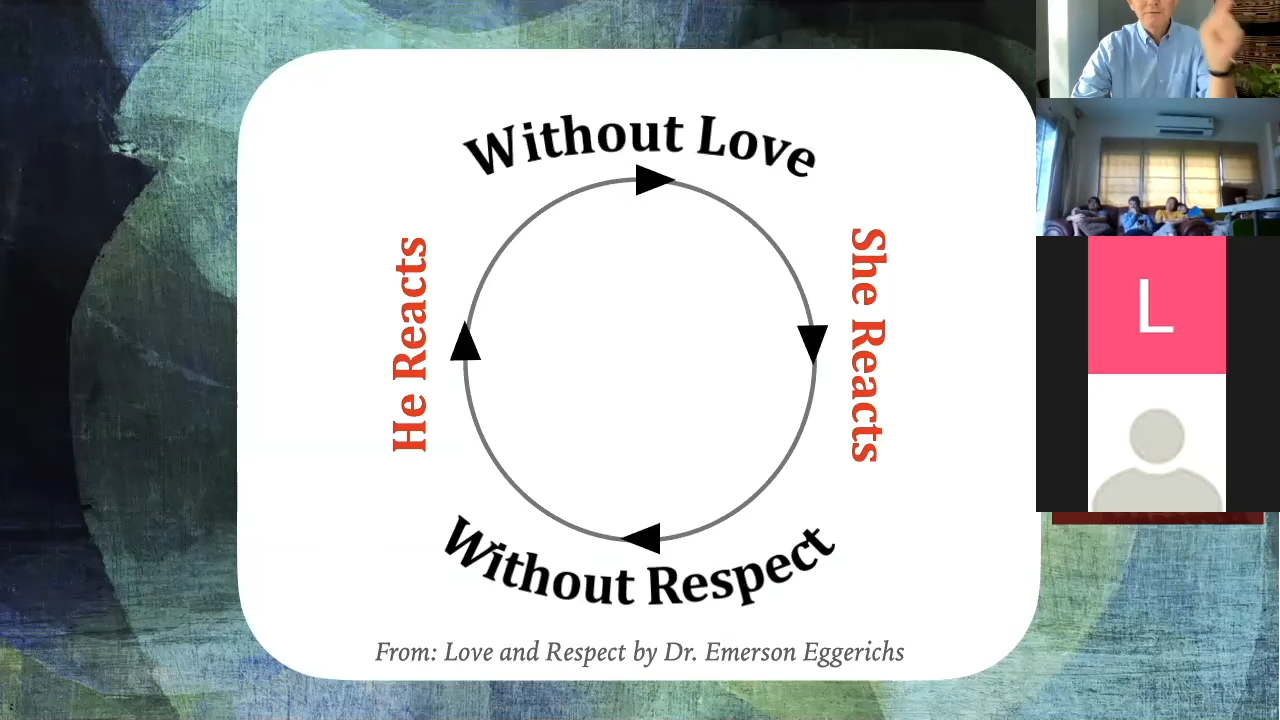 Without Love
She Reacts
Without Respect
He Reacts
From: Love and Respect by Dr. Emerson Eggerichs
L